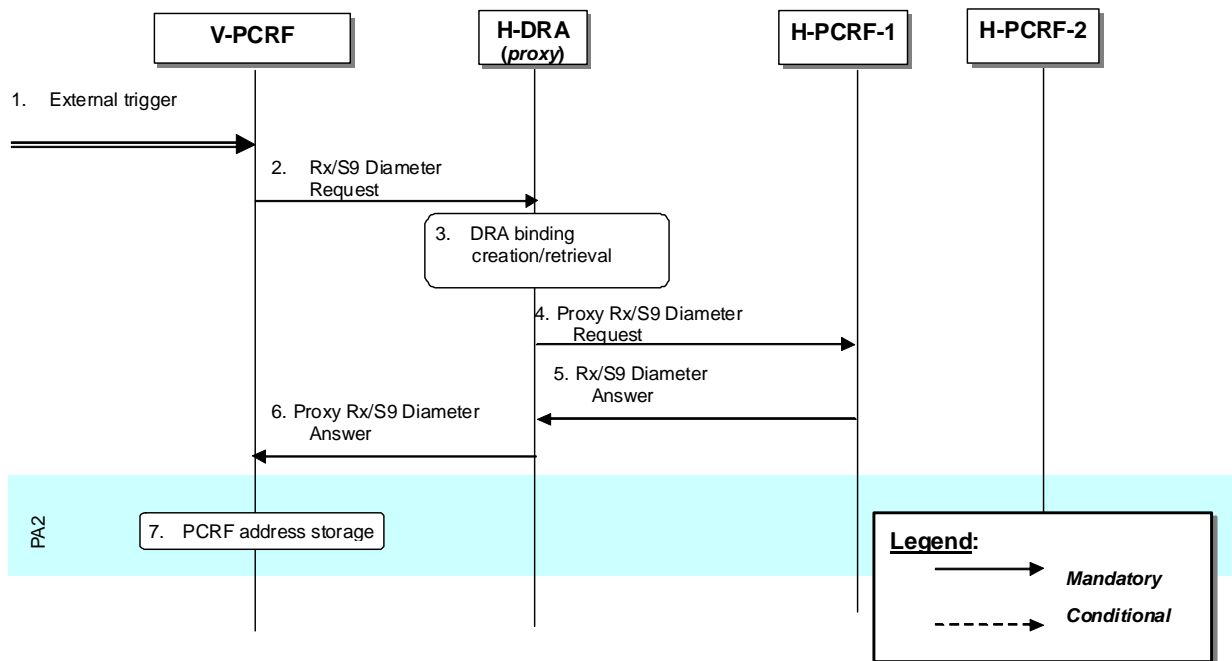 V-PCRF
H-DRA
(proxy)
H-PCRF-1
H-PCRF-2
1. External trigger
2. Rx/S9 Diameter
Request
3. DRA binding
creation/retrieval
4. Proxy Rx/S9 Diameter
Request
5. Rx/S9 Diameter
Answer
6. Proxy Rx/S9 Diameter
Answer
PA2
7. PCRF address storage
Legend:
Mandatory
Conditional